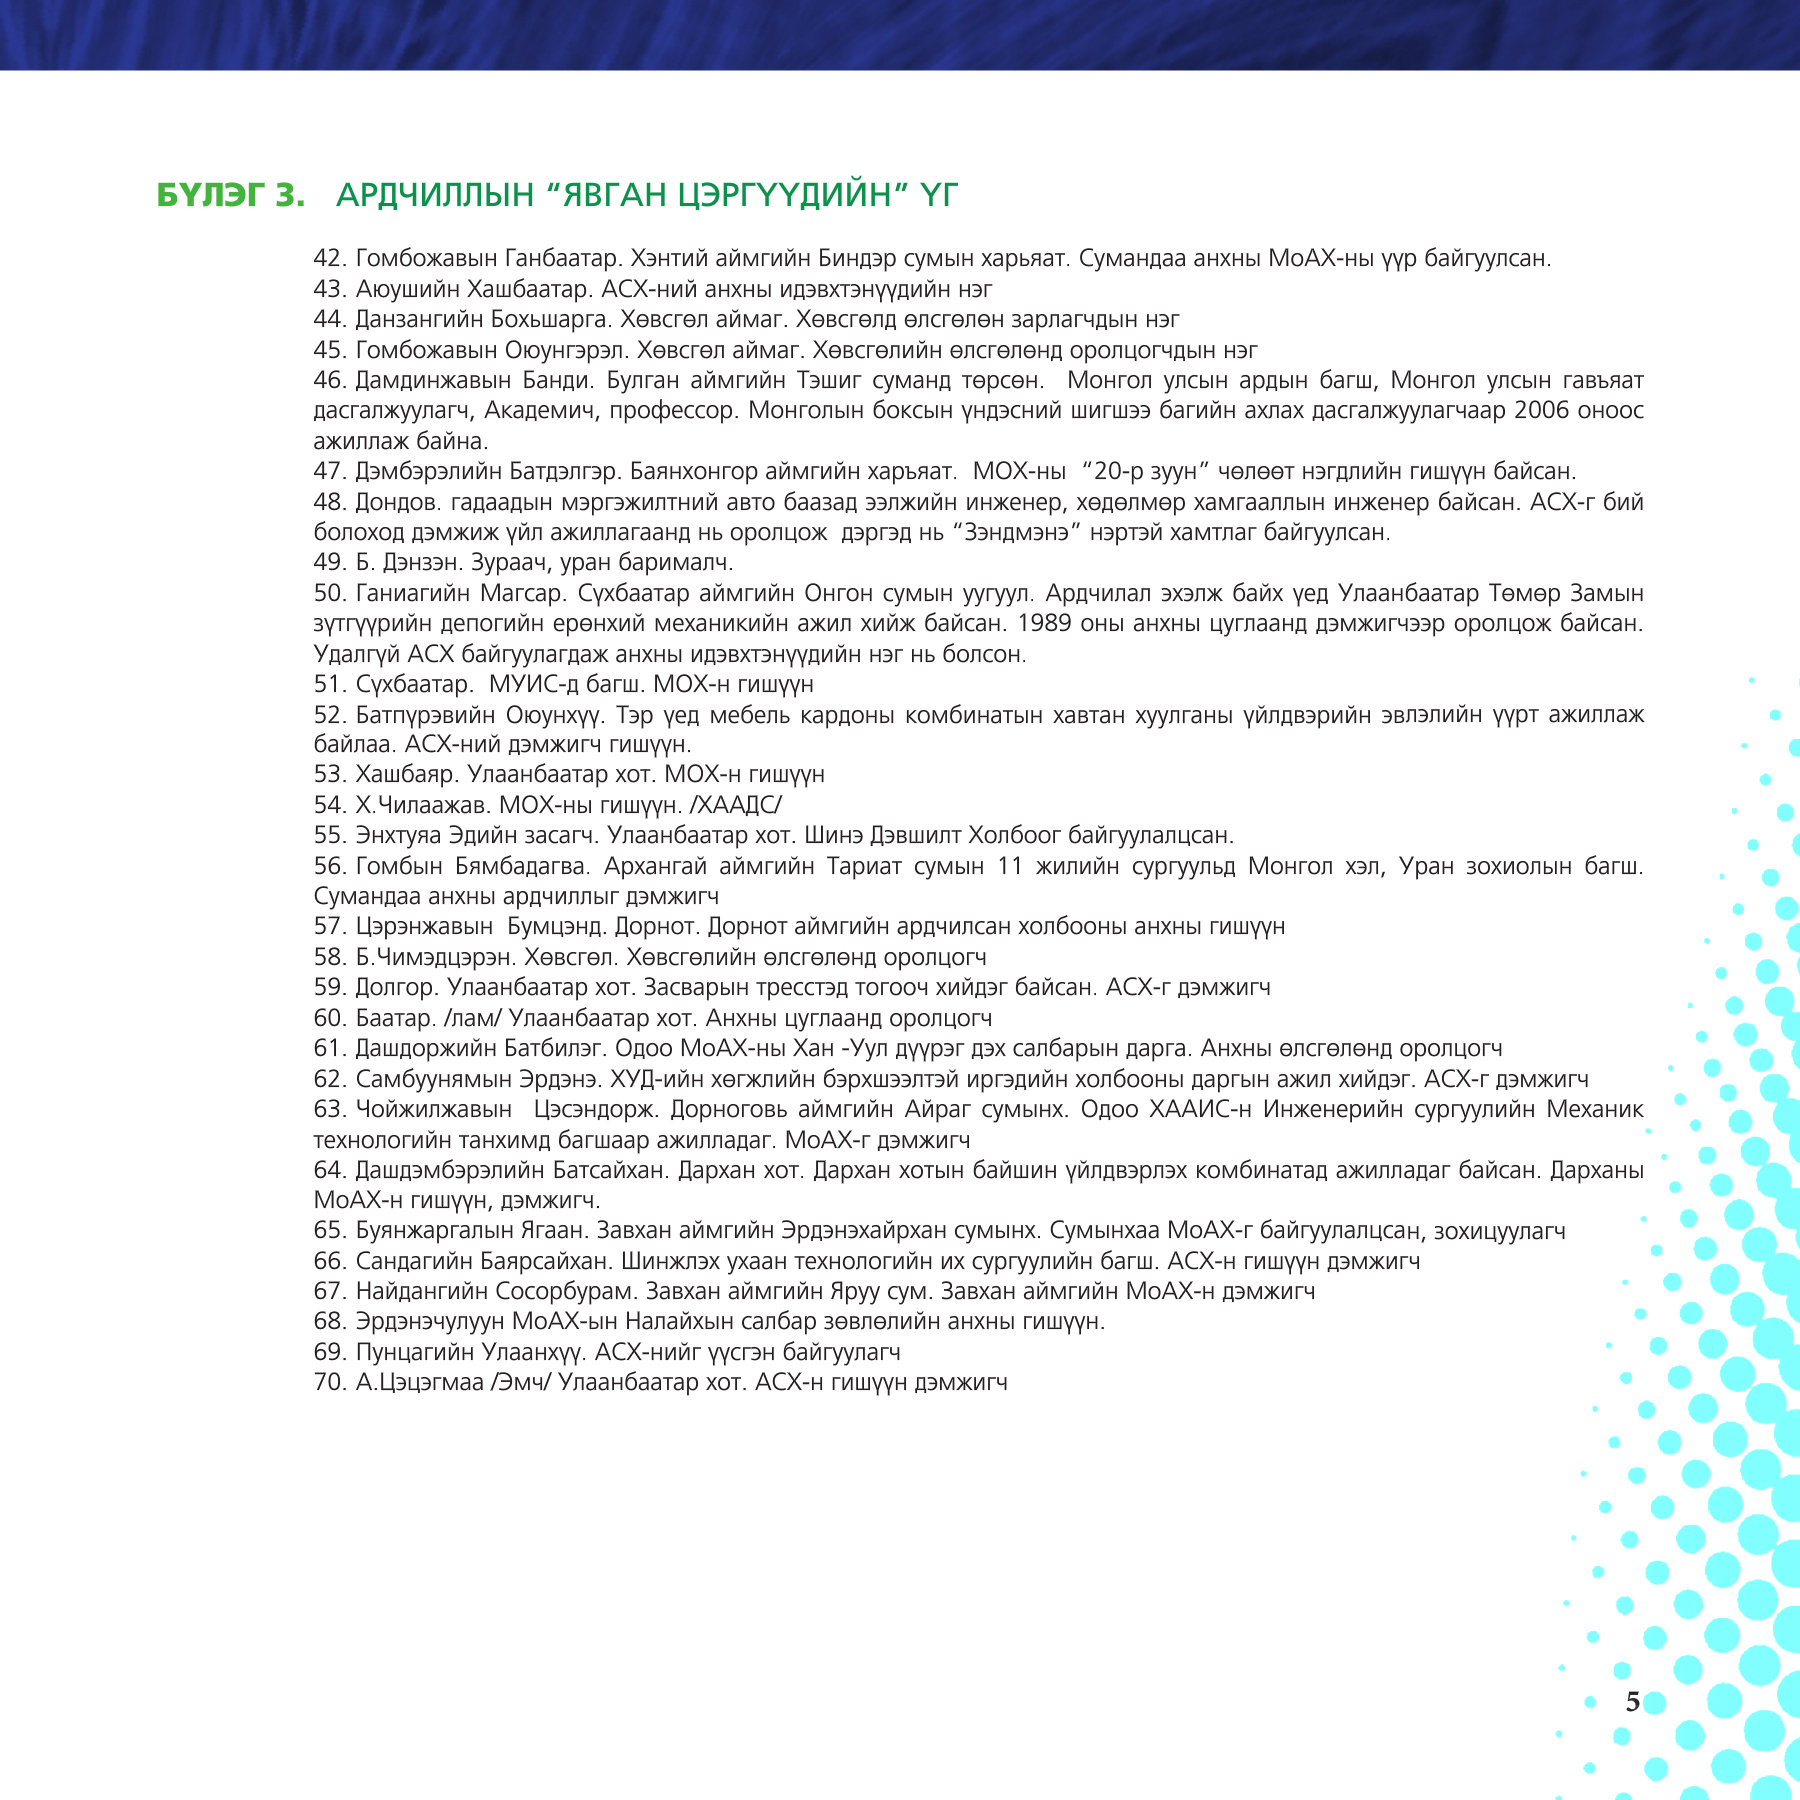 БҮЛЭГ 3. АРДЧИЛЛЫН “ЯВГАН ЦЭРГҮҮДИЙН” ҮГ
42. Гомбожавын Ганбаатар. Хэнтий аймгийн Биндэр сумын харьяат. Сумандаа анхны МоАХ-ны үүр байгуулсан.
43. Аюушийн Хашбаатар. АСХ-ний анхны идэвхтэнүүдийн нэг
44. Данзангийн Бохьшарга. Хөвсгөл аймаг. Хөвсгөлд өлсгөлөн зарлагчдын нэг
45. Гомбожавын Оюунгэрэл. Хөвсгөл аймаг. Хөвсгөлийн өлсгөлөнд оролцогчдын нэг
46. Дамдинжавын Банди. Булган аймгийн Тэшиг суманд төрсөн.  Монгол улсын ардын багш, Монгол улсын гавъяат
дасгалжуулагч, Академич, профессор. Монголын боксын үндэсний шигшээ багийн ахлах дасгалжуулагчаар 2006 оноос
ажиллаж байна.
47. Дэмбэрэлийн Батдэлгэр. Баянхонгор аймгийн харъяат.  МОХ-ны  “20-р зуун” чөлөөт нэгдлийн гишүүн байсан.
48. Дондов. гадаадын мэргэжилтний авто баазад ээлжийн инженер, хөдөлмөр хамгааллын инженер байсан. АСХ-г бий
болоход дэмжиж үйл ажиллагаанд нь оролцож  дэргэд нь “Зэндмэнэ” нэртэй хамтлаг байгуулсан.
49. Б. Дэнзэн. Зураач, уран барималч.
50. Ганиагийн Магсар. Сүхбаатар аймгийн Онгон сумын уугуул. Ардчилал эхэлж байх үед Улаанбаатар Төмөр Замын
зүтгүүрийн депогийн ерөнхий механикийн ажил хийж байсан. 1989 оны анхны цуглаанд дэмжигчээр оролцож байсан.
Удалгүй АСХ байгуулагдаж анхны идэвхтэнүүдийн нэг нь болсон.
51. Сүхбаатар.  МУИС-д багш. МОХ-н гишүүн
52. Батпүрэвийн Оюунхүү. Тэр үед мебель кардоны комбинатын хавтан хуулганы үйлдвэрийн эвлэлийн үүрт ажиллаж
байлаа. АСХ-ний дэмжигч гишүүн.
53. Хашбаяр. Улаанбаатар хот. МОХ-н гишүүн
54. Х.Чилаажав. МОХ-ны гишүүн. /ХААДС/
55. Энхтуяа Эдийн засагч. Улаанбаатар хот. Шинэ Дэвшилт Холбоог байгуулалцсан.
56. Гомбын Бямбадагва. Архангай аймгийн Тариат сумын 11 жилийн сургуульд Монгол хэл, Уран зохиолын багш.
Сумандаа анхны ардчиллыг дэмжигч
57. Цэрэнжавын  Бумцэнд. Дорнот. Дорнот аймгийн ардчилсан холбооны анхны гишүүн
58. Б.Чимэдцэрэн. Хөвсгөл. Хөвсгөлийн өлсгөлөнд оролцогч
59. Долгор. Улаанбаатар хот. Засварын тресстэд тогооч хийдэг байсан. АСХ-г дэмжигч
60. Баатар. /лам/ Улаанбаатар хот. Анхны цуглаанд оролцогч
61. Дашдоржийн Батбилэг. Одоо МоАХ-ны Хан -Уул дүүрэг дэх салбарын дарга. Анхны өлсгөлөнд оролцогч
62. Самбуунямын Эрдэнэ. ХУД-ийн хөгжлийн бэрхшээлтэй иргэдийн холбооны даргын ажил хийдэг. АСХ-г дэмжигч
63. Чойжилжавын  Цэсэндорж. Дорноговь аймгийн Айраг сумынх. Одоо ХААИС-н Инженерийн сургуулийн Механик
технологийн танхимд багшаар ажилладаг. МоАХ-г дэмжигч
64. Дашдэмбэрэлийн Батсайхан. Дархан хот. Дархан хотын байшин үйлдвэрлэх комбинатад ажилладаг байсан. Дарханы
МоАХ-н гишүүн, дэмжигч.
65. Буянжаргалын Ягаан. Завхан аймгийн Эрдэнэхайрхан сумынх. Сумынхаа МоАХ-г байгуулалцсан, зохицуулагч
66. Сандагийн Баярсайхан. Шинжлэх ухаан технологийн их сургуулийн багш. АСХ-н гишүүн дэмжигч
67. Найдангийн Сосорбурам. Завхан аймгийн Яруу сум. Завхан аймгийн МоАХ-н дэмжигч
68. Эрдэнэчулуун МоАХ-ын Налайхын салбар зөвлөлийн анхны гишүүн.
69. Пунцагийн Улаанхүү. АСХ-нийг үүсгэн байгуулагч
70. А.Цэцэгмаа /Эмч/ Улаанбаатар хот. АСХ-н гишүүн дэмжигч
5